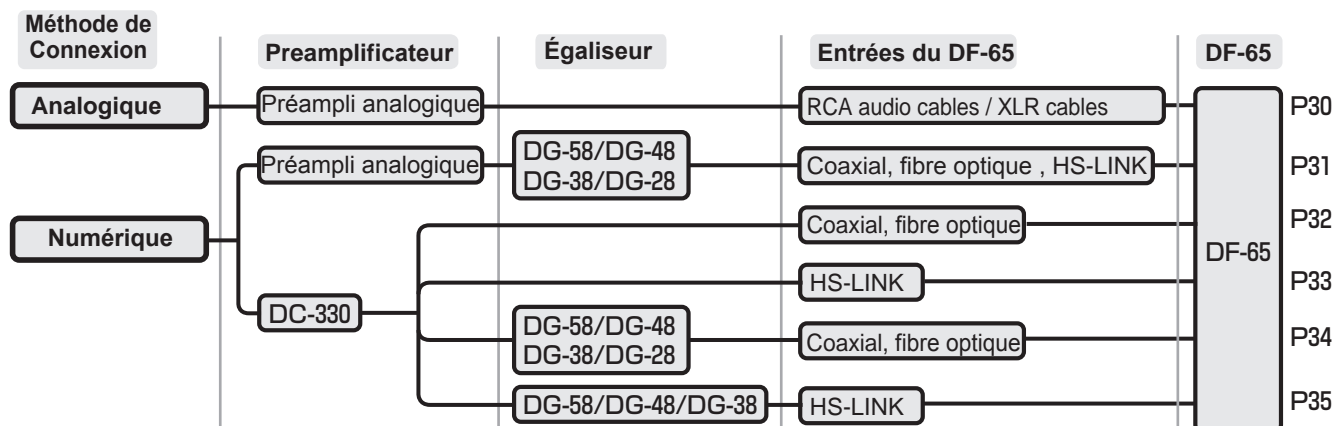 Méthode de
Connexion
Preamplificateur
Égaliseur
Entrées du DF-65
DF-65
Analogique
Préampli analogique
RCA audio cables / XLR cables
P30
Préampli analogique
DG-58/DG-48
DG-38/DG-28
Coaxial, fibre optique , HS-LINK
P31
Numérique
Coaxial, fibre optique
P32
DF-65
HS-LINK
P33
DC-330
DG-58/DG-48
DG-38/DG-28
Coaxial, fibre optique
P34
DG-58/DG-48/DG-38
HS-LINK
P35